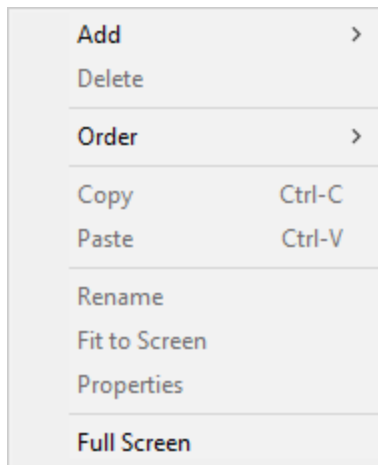 Add >
Delete
Order >
Copy Ctrl-C
Paste Ctrl-V
Rename
Fit to Screen
Properties
Full Screen